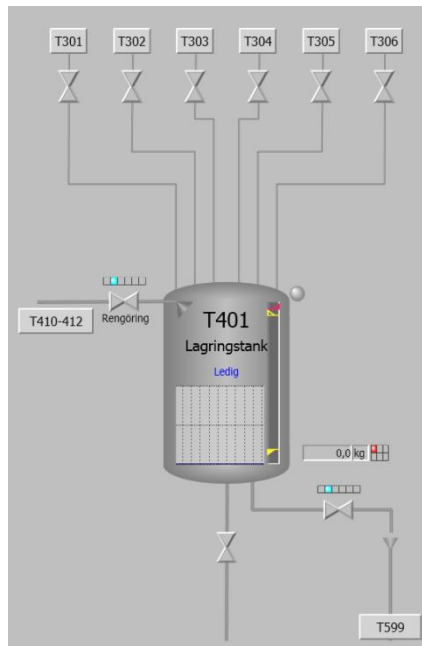 T301 T302 T303 T304 T305 T306
T410-412
Rengöring
T401
Lagringstank
Ledig
0,0 kg
T599